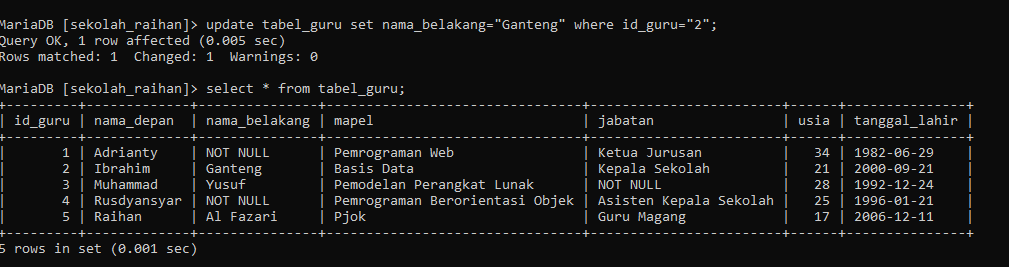 MariaDB [sekolah_raihan]> update tabel_guru set nama_belakang="Ganteng" where id_guru="2";
Query OK, 1 row affected (0.005 sec)
Rows matched: 1  Changed: 1  Warnings: 0

MariaDB [sekolah_raihan]> select * from tabel_guru;
+---------+--------------+---------------+--------------------------------+------------------------+------+---------------+
| id_guru | nama_depan   | nama_belakang | mapel                          | jabatan                | usia | tanggal_lahir |
+---------+--------------+---------------+--------------------------------+------------------------+------+---------------+
|       1 | Adrianty     | NOT NULL      | Pemrograman Web                | Ketua Jurusan          |   34 | 1982-06-29    |
|       2 | Ibrahim      | Ganteng       | Basis Data                     | Kepala Sekolah         |   21 | 2000-09-21    |
|       3 | Muhammad     | Yusuf         | Pemodelan Perangkat Lunak      | NOT NULL               |   28 | 1992-12-24    |
|       4 | Rusdyansyar  | NOT NULL      | Pemrograman Berorientasi Objek | Asisten Kepala Sekolah |   25 | 1996-01-21    |
|       5 | Raihan       | Al Fazari     | Pjok                           | Guru Magang            |   17 | 2006-12-11    |
+---------+--------------+---------------+--------------------------------+------------------------+------+---------------+
5 rows in set (0.001 sec)